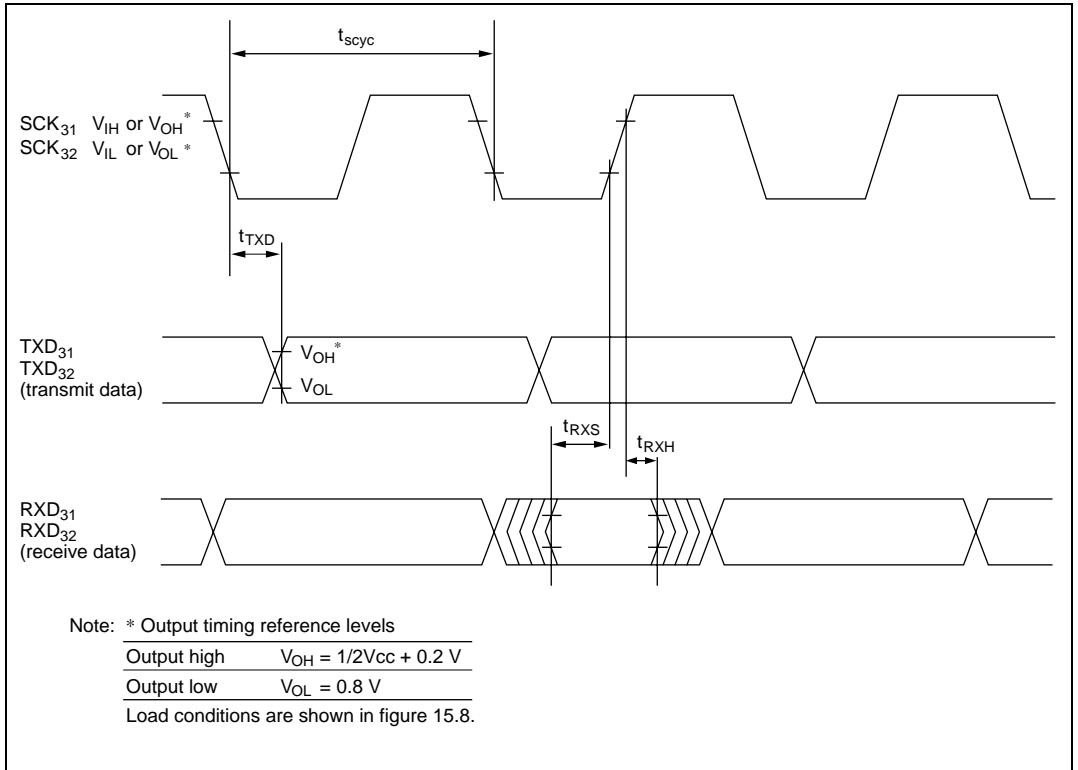 tscyc
SCK31 VIH or VOH*
SCK32 VIL or VOL *
tTXD
TXD31
TXD32
(transmit data)
VOH*
VOL
tRXS
tRXH
RXD31
RXD32
(receive data)
Note: * Output timing reference levels
Output high VOH = 1/2Vcc + 0.2 V
Output low VOL = 0.8 V
Load conditions are shown in figure 15.8.